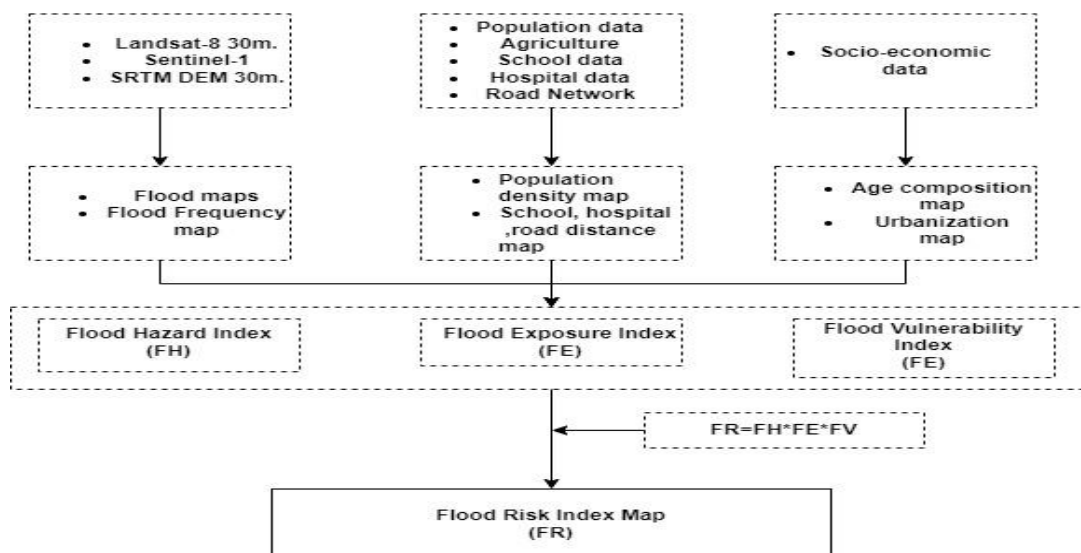 Landsat-8 30m.
Sentinel-1
SRTM DEM 30m.
Population data
Agriculture
School data
Hospital data
Road Network
Socio-economic
data
Flood maps
Flood Frequency
map
Population
density map
School, hospital
,road distance
map
Age composition
map
Urbanization
map
Flood Hazard Index
(FH)
Flood Exposure Index
(FE)
Flood Vulnerability
Index
(FE)
FR=FH*FE*FV
Flood Risk Index Map
(FR)